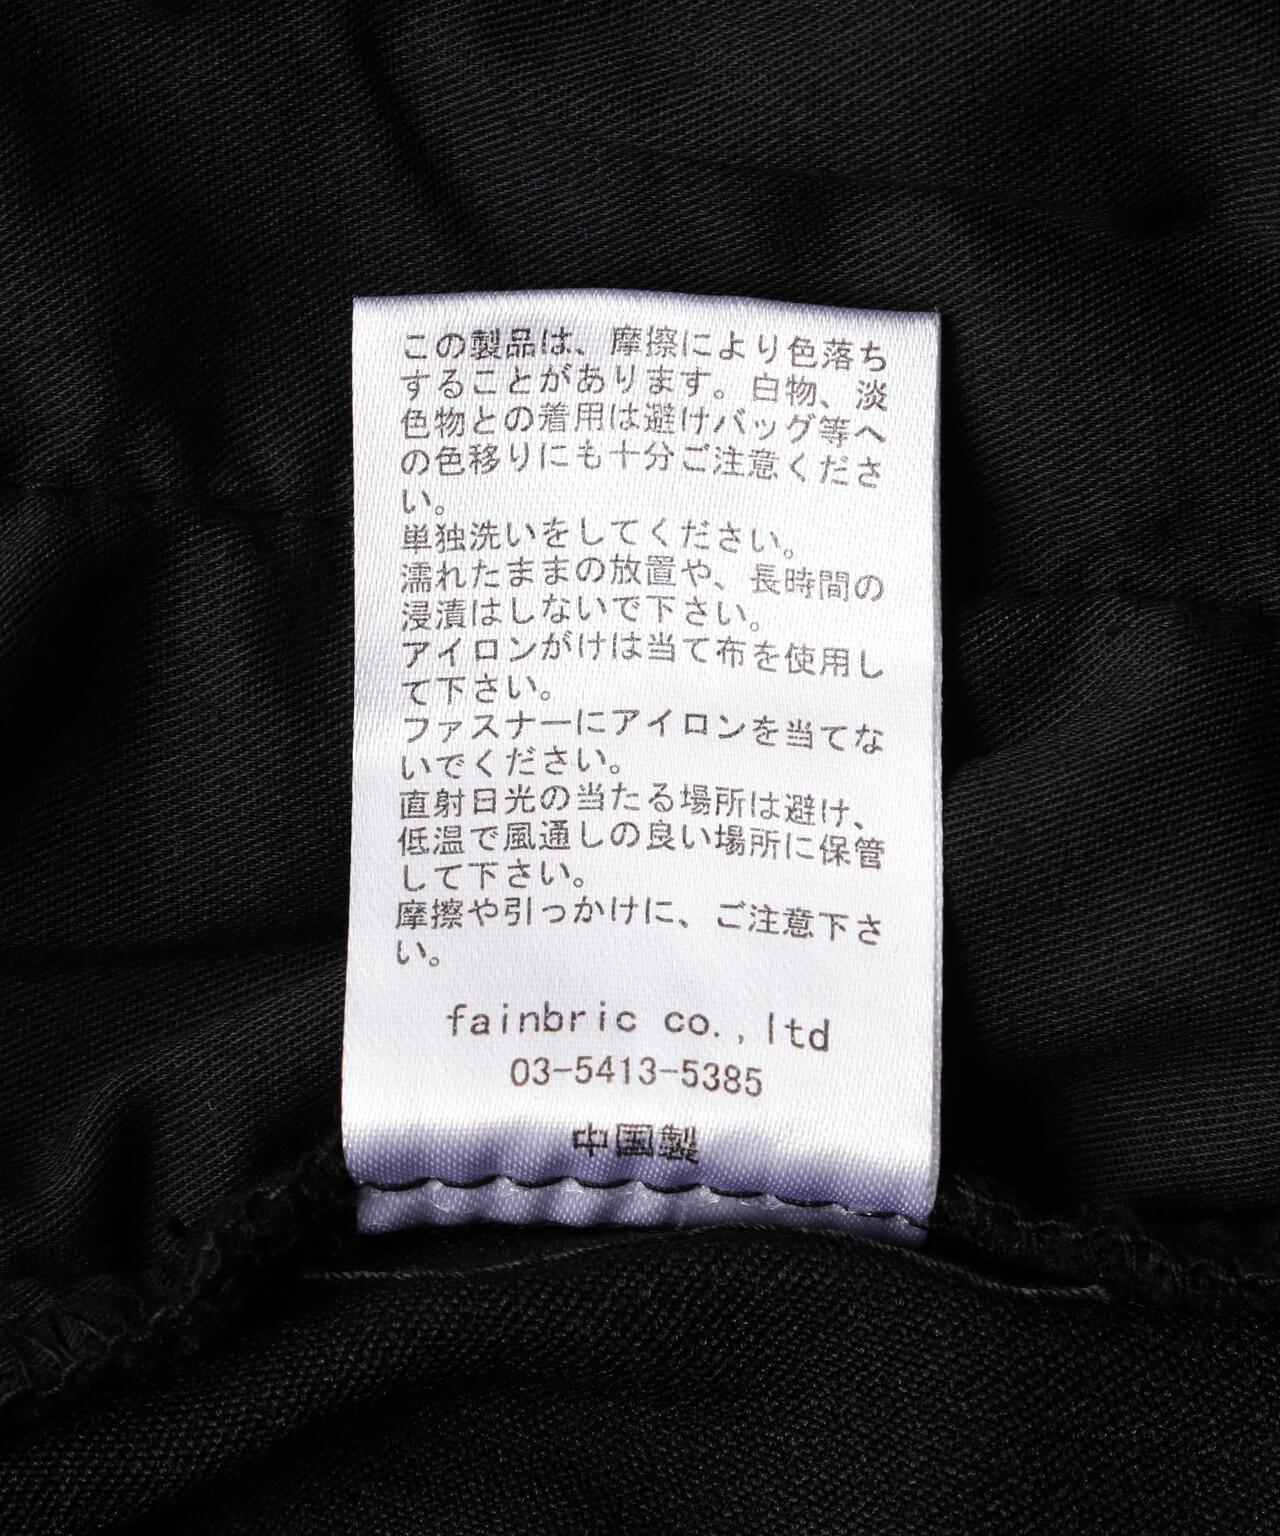 この製品は、摩擦により色落ち
することがあります。白物、淡
色物との着用は避けバッグ等へ
の色移りにも十分ご注意くださ
い。
単独洗いをしてください。
濡れたままの放置や、長時間の
浸漬はしないで下さい。
アイロンがけは当て布を使用し
て下さい。
ファスナーにアイロンを当てな
いでください。
直射日光の当たる場所は避け、
低温で風通しの良い場所に保管
して下さい。
摩擦や引っかけに、ご注意下さ
い。
fainbric co.,ltd
03-5413-5385
中国製